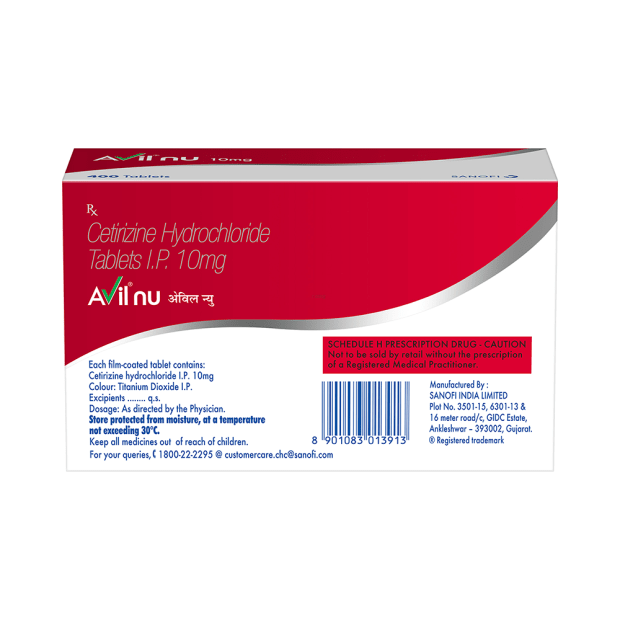 Avil® nu 10mg
400 Tablets
SANOFI
Rx
Cetirizine Hydrochloride
Tablets I.P. 10mg
Avil® nu अेविल न्यु
SCHEDULE H PRESCRIPTION DRUG - CAUTION
Not to be sold by retail without the prescription
of a Registered Medical Practitioner.
Each film-coated tablet contains:
Cetirizine hydrochloride I.P. 10mg
Colour: Titanium Dioxide I.P.
Excipients ........ q.s.
Dosage: As directed by the Physician.
Store protected from moisture, at a temperature
not exceeding 30°C.
Keep all medicines out of reach of children.
For your queries, 1800-22-2295 @ customercare.chc@sanofi.com
8 901083 013913
Manufactured By :
SANOFI INDIA LIMITED
Plot No. 3501-15, 6301-13 &
16 meter road/c, GIDC Estate,
Ankleshwar – 393002, Gujarat.
® Registered trademark